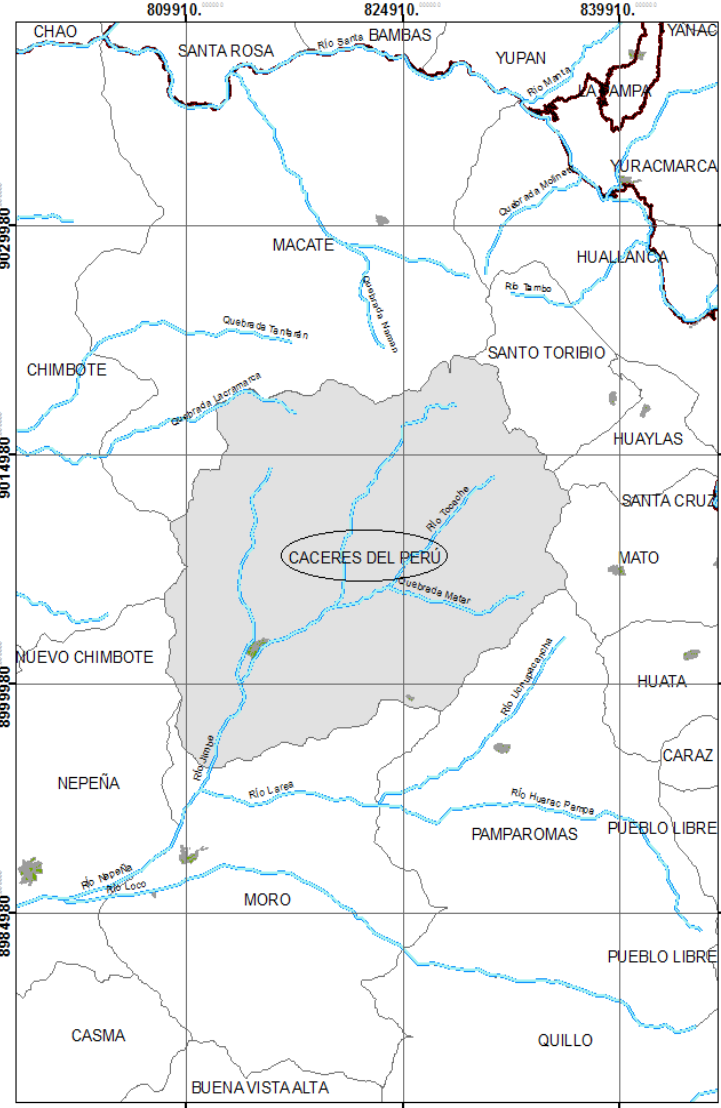 809910.
824910.
839910.
CHAO
SANTA ROSA
Río Santa
BAMBAS
YANAC
YUPAN
Río Manta
LA PAMPA
YURACMARCA
Quebrada Moline
9029980
MACATE
HUALLANCA
Río Tambo
Quebrada Naman
Quebrada Tantarán
SANTO TORIBIO
CHIMBOTE
Quebrada Lacramarca
HUAYLAS
9014980
SANTA CRUZ
Río Tocache
CACERES DEL PERÚ
MATO
Quebrada Matar
NUEVO CHIMBOTE
Río Uchupacancha
HUATA
8999980
Río Jimbe
CARAZ
NEPEÑA
Río Larea
Río Huarac Pampa
PAMPAROMAS
PUEBLO LIBRE
Río Nepeña
Río Loco
MORO
8984980
PUEBLO LIBRE
CASMA
QUILLO
BUENA VISTA ALTA